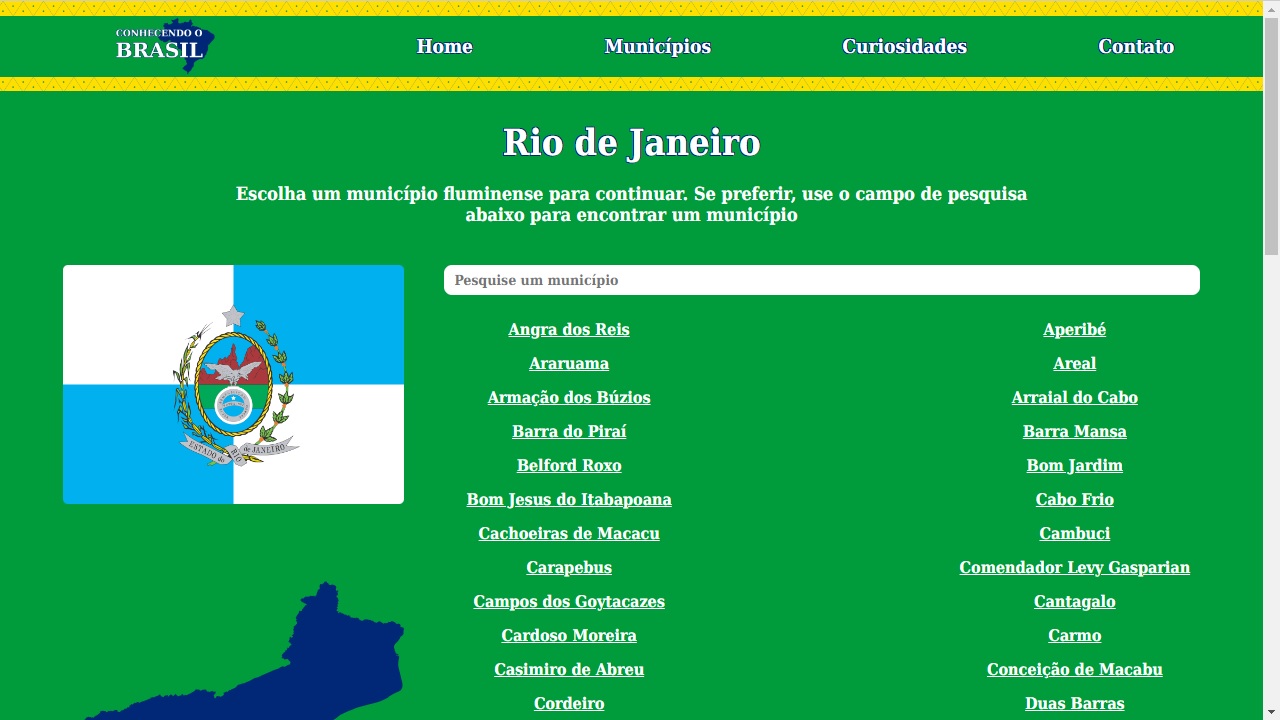 CONHECENDO O
BRASIL
Home
Municípios
Curiosidades
Contato
Rio de Janeiro
Escolha um município fluminense para continuar. Se preferir, use o campo de pesquisa
abaixo para encontrar um município
Pesquise um município
ESTADO do RIO de JANEIRO
Angra dos Reis
Aperibé
Araruama
Areal
Armação dos Búzios
Arraial do Cabo
Barra do Piraí
Barra Mansa
Belford Roxo
Bom Jardim
Bom Jesus do Itabapoana
Cabo Frio
Cachoeiras de Macacu
Cambuci
Carapebus
Comendador Levy Gasparian
Campos dos Goytacazes
Cantagalo
Cardoso Moreira
Carmo
Casimiro de Abreu
Conceição de Macabu
Cordeiro
Duas Barras